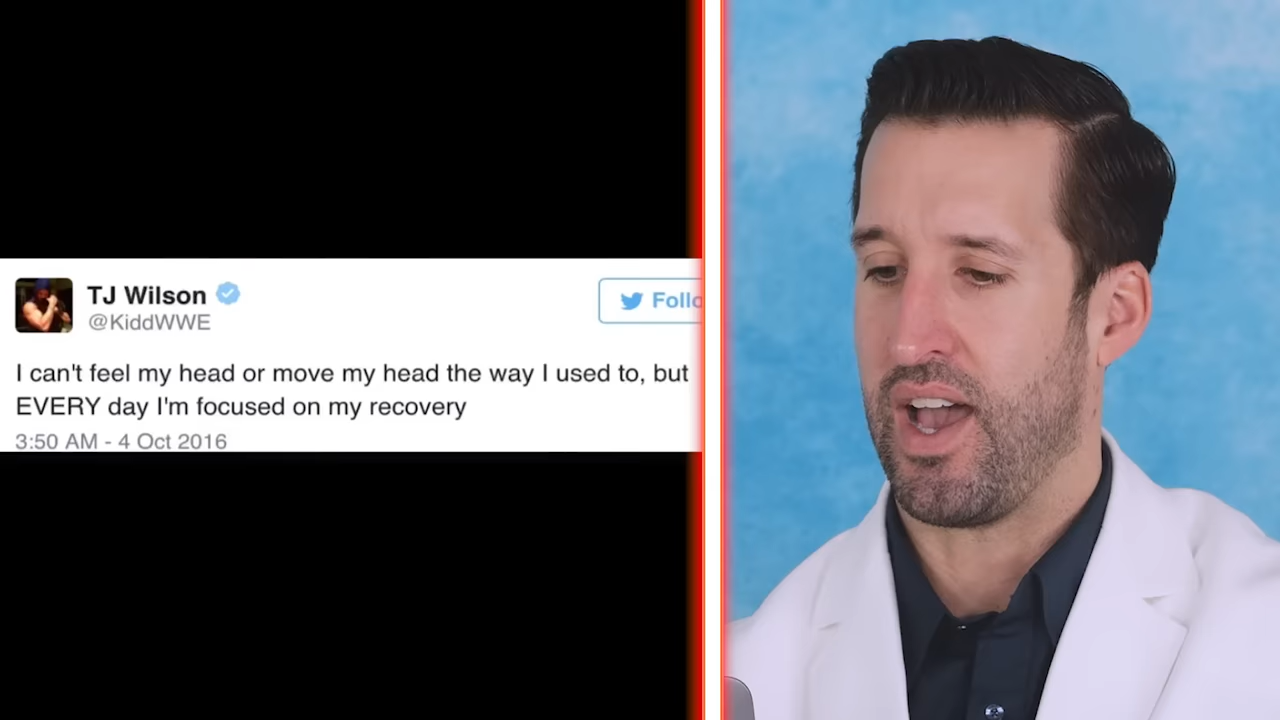 TJ Wilson
@KiddWWE
Follo
I can't feel my head or move my head the way I used to, but
EVERY day I'm focused on my recovery
3:50 AM - 4 Oct 2016